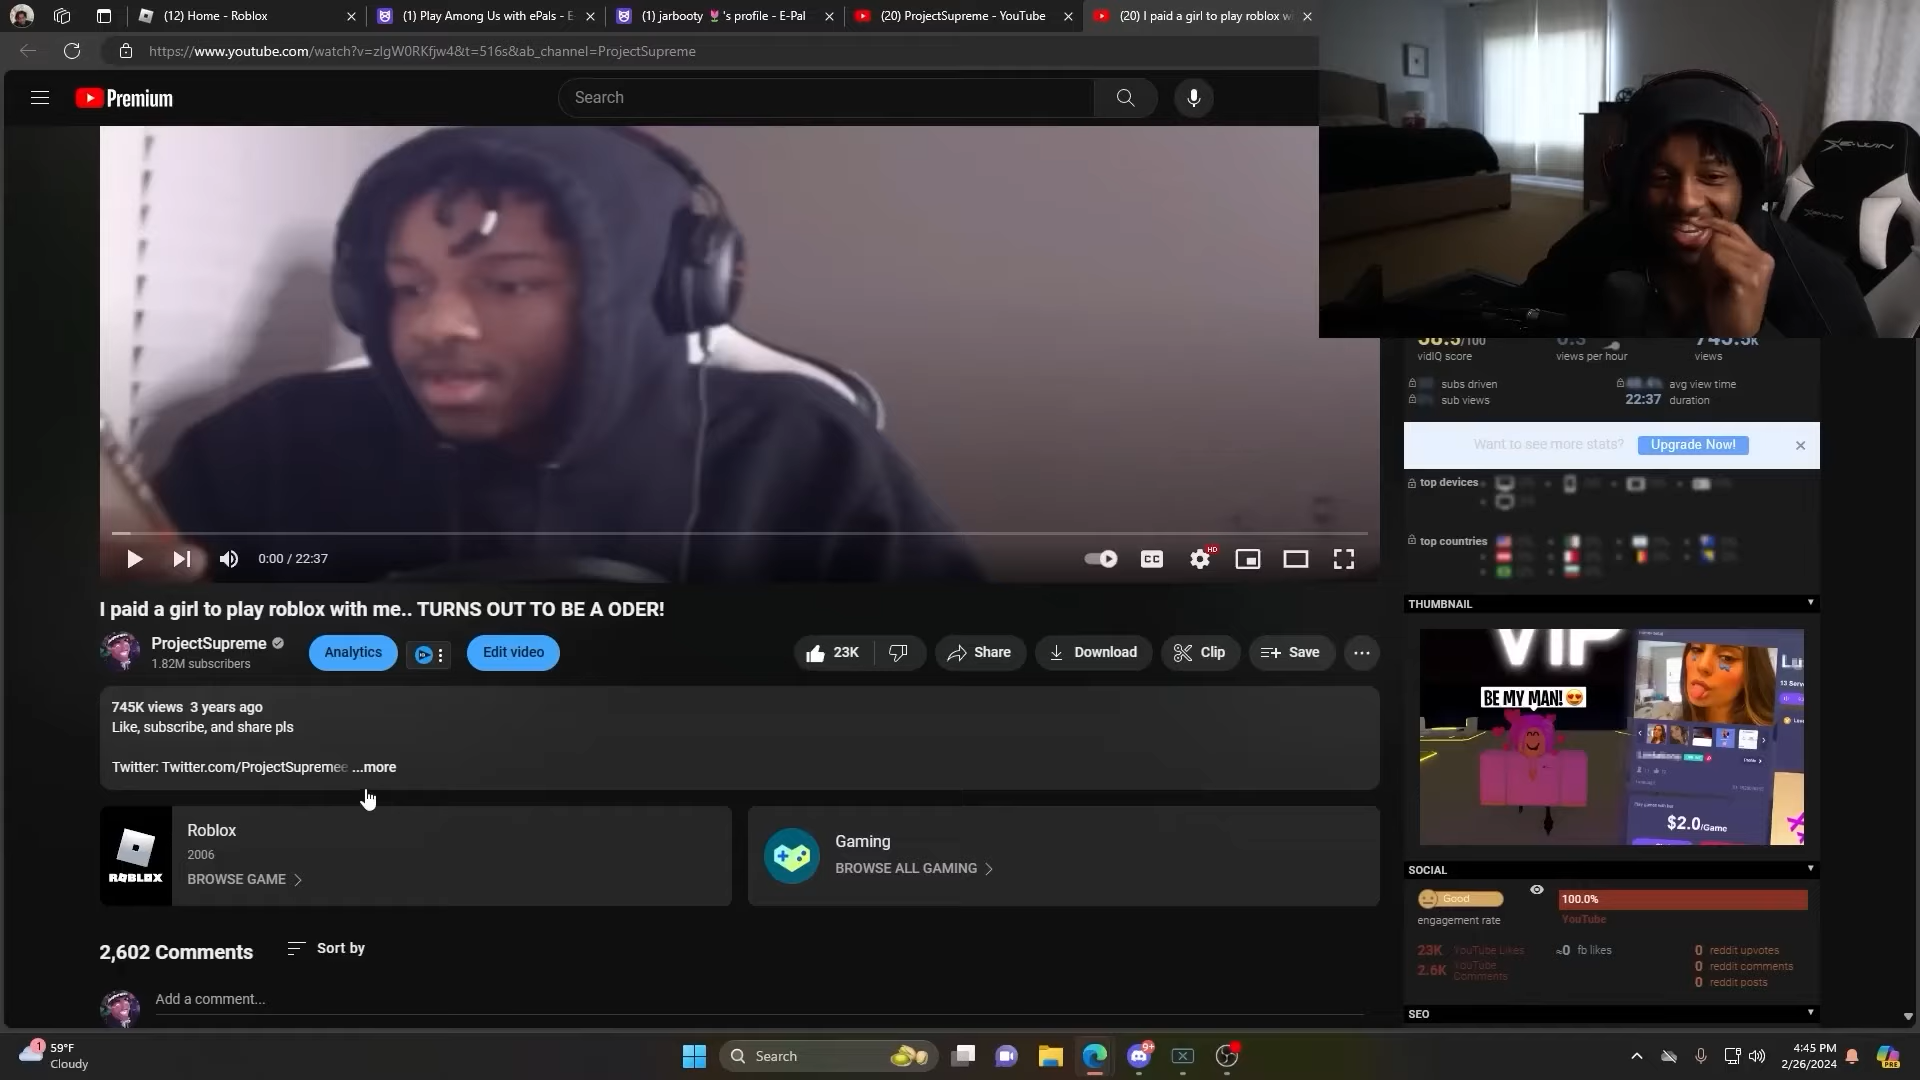 (12) Home - Roblox
(1) Play Among Us with ePals - E
(1) jarbooty 🌷's profile - E-Pal
(20) ProjectSupreme - YouTube
(20) I paid a girl to play roblox wi
https://www.youtube.com/watch?v=zlgW0RKfjw4&t=516s&ab_channel=ProjectSupreme
Premium
Search
0:00 / 22:37
CC
HD
I paid a girl to play roblox with me.. TURNS OUT TO BE A ODER!
ProjectSupreme
1.82M subscribers
Analytics
Edit video
23K
Share
Download
Clip
Save
745K views 3 years ago
Like, subscribe, and share pls
Twitter: Twitter.com/ProjectSupremee ...more
ROBLOX
Roblox
2006
BROWSE GAME
Gaming
BROWSE ALL GAMING
2,602 Comments
Sort by
Add a comment...
vidIQ score
views per hour
views
subs driven
avg view time
sub views
22:37 duration
Want to see more stats?
Upgrade Now!
top devices
top countries
THUMBNAIL
VIP
BE MY MAN!😍
$2.0/Game
SOCIAL
Good
engagement rate
100.0%
YouTube
23K YouTube Likes
2.6K YouTube Comments
≈0 fb likes
0 reddit upvotes
0 reddit comments
0 reddit posts
SEO
1
59°F
Cloudy
Search
9+
4:45 PM
2/26/2024
PRE